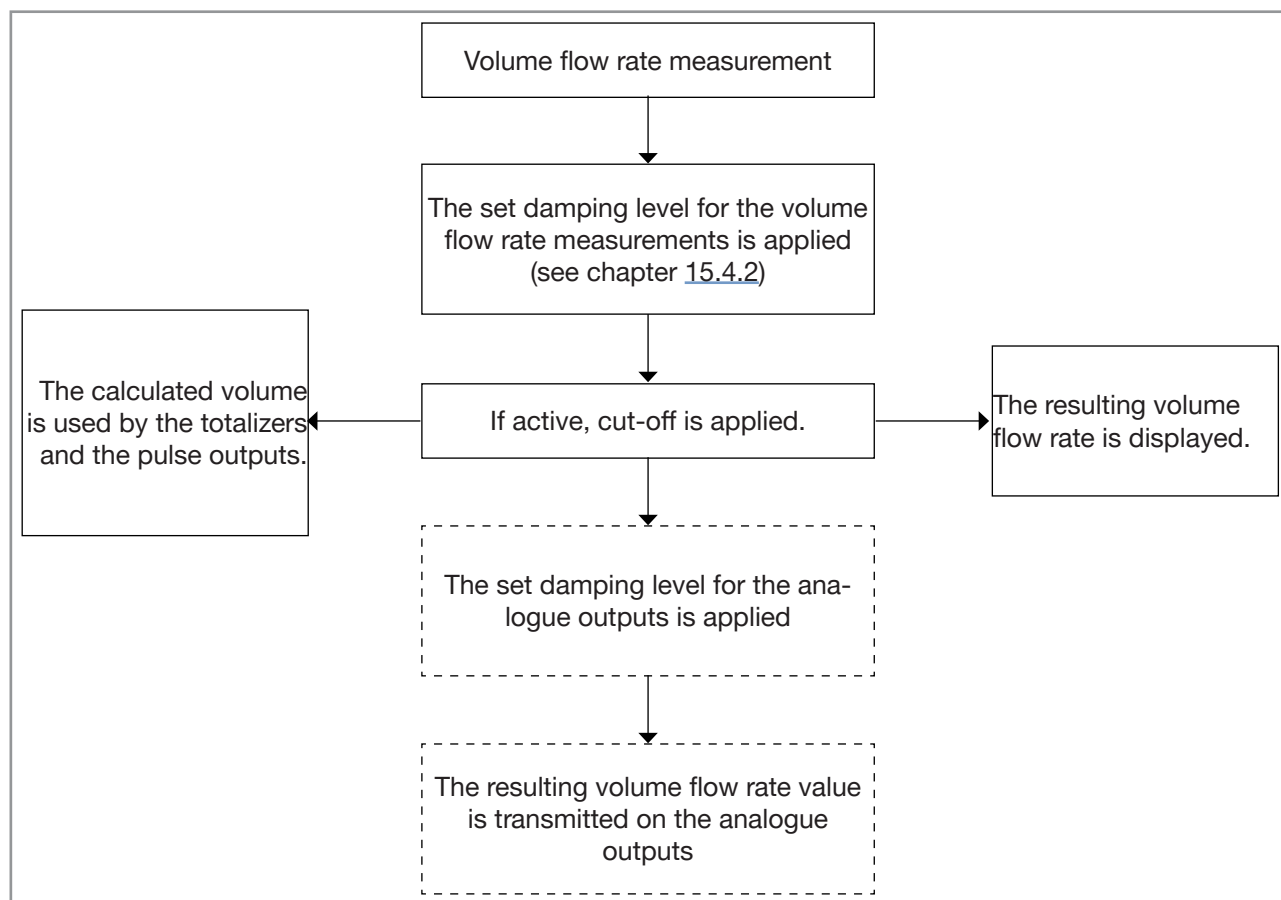 Volume flow rate measurement
The set damping level for the volume
flow rate measurements is applied
(see chapter 15.4.2)
The calculated volume
is used by the totalizers
and the pulse outputs.
If active, cut-off is applied.
The resulting volume
flow rate is displayed.
The set damping level for the ana-
logue outputs is applied
The resulting volume flow rate value
is transmitted on the analogue
outputs